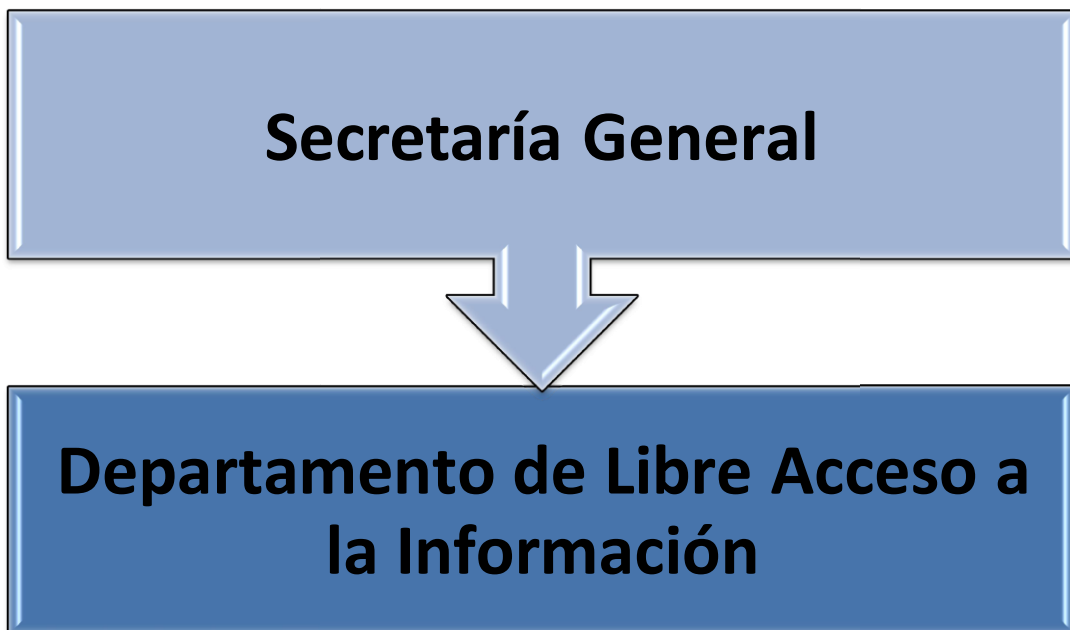 Secretaría General
Departamento de Libre Acceso a
la Información